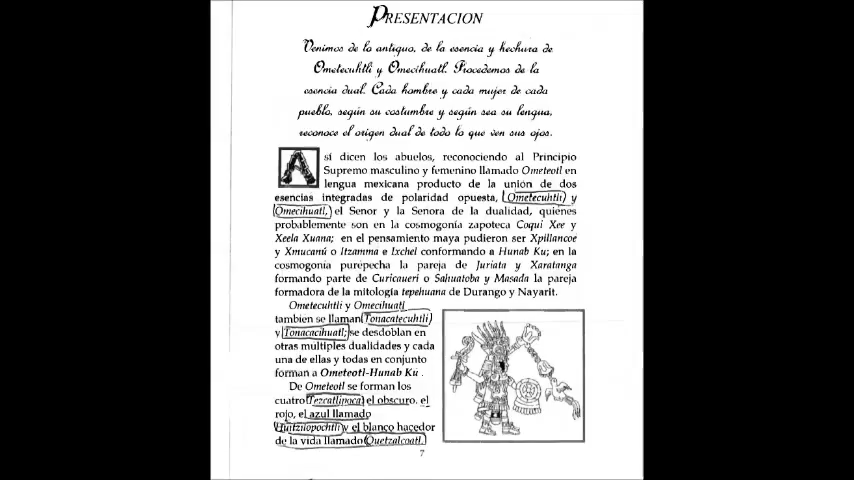 PRESENTACION
Venimos de lo antiguo, de la esencia y hechura de
Ometecuhtli y Omecihuatl. Procedemos de la
esencia dual. Cada hombre y cada mujer de cada
pueblo, según su costumbre y según sea su lengua,
reconoce el origen dual de todo lo que ven sus ojos.
Así dicen los abuelos, reconociendo al Principio
Supremo masculino y femenino llamado Ometeotl en
lengua mexicana producto de la union de dos
esencias integradas de polaridad opuesta, Ometecuhtli y
Omecihuatl, el Senor y la Senora de la dualidad, quienes
probablemente son en la cosmogonía zapoteca Coqui Xee y
Xeela Xuana; en el pensamiento maya pudieron ser Xpillancoe
y Xmucanú o Itzamma e Ixchel conformando a Hunab Ku; en la
cosmogonia purépecha la pareja de Juriata y Xaratanga
formando parte de Curicaueri o Sahuatoba y Masada la pareja
formadora de la mitología tepehuana de Durango y Nayarit.
Ometecuhtli y Omecihuatl
tambien se llaman Tonacatecuhtli
y Tonacacihuatl; se desdoblan en
otras multiples dualidades y cada
una de ellas y todas en conjunto
forman a Ometeotl-Hunab Kú .
De Ometeotl se forman los
cuatro Tezcatlipoca: el obscuro, el
rojo, el azul llamado
Huitzilopochtli y el blanco hacedor
de la vida llamado Quetzalcoatl.
7